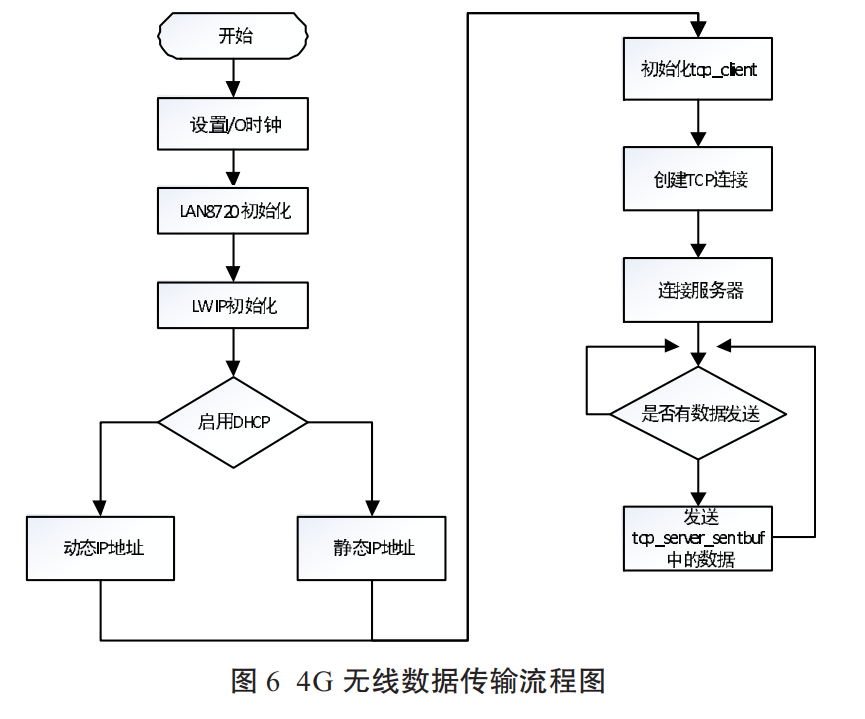 开始
设置I/O时钟
LAN8720初始化
LWIP初始化
启用DHCP
动态IP地址
静态IP地址
初始化tcp_client
创建TCP连接
连接服务器
是否有数据发送
发送
tcp_server_sentbuf
中的数据
图 6 4G 无线数据传输流程图